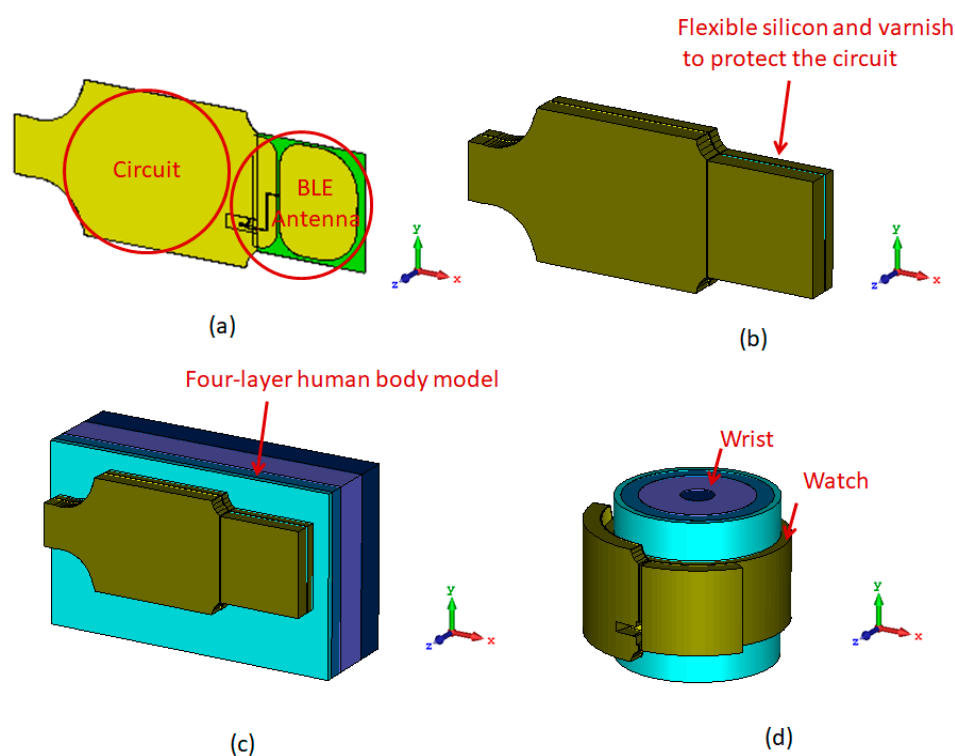 Flexible silicon and varnish
to protect the circuit
Circuit
BLE
Antenna
y
x
z
y
x
z
(a)
(b)
Four-layer human body model
Wrist
Watch
y
x
z
y
x
z
(c)
(d)